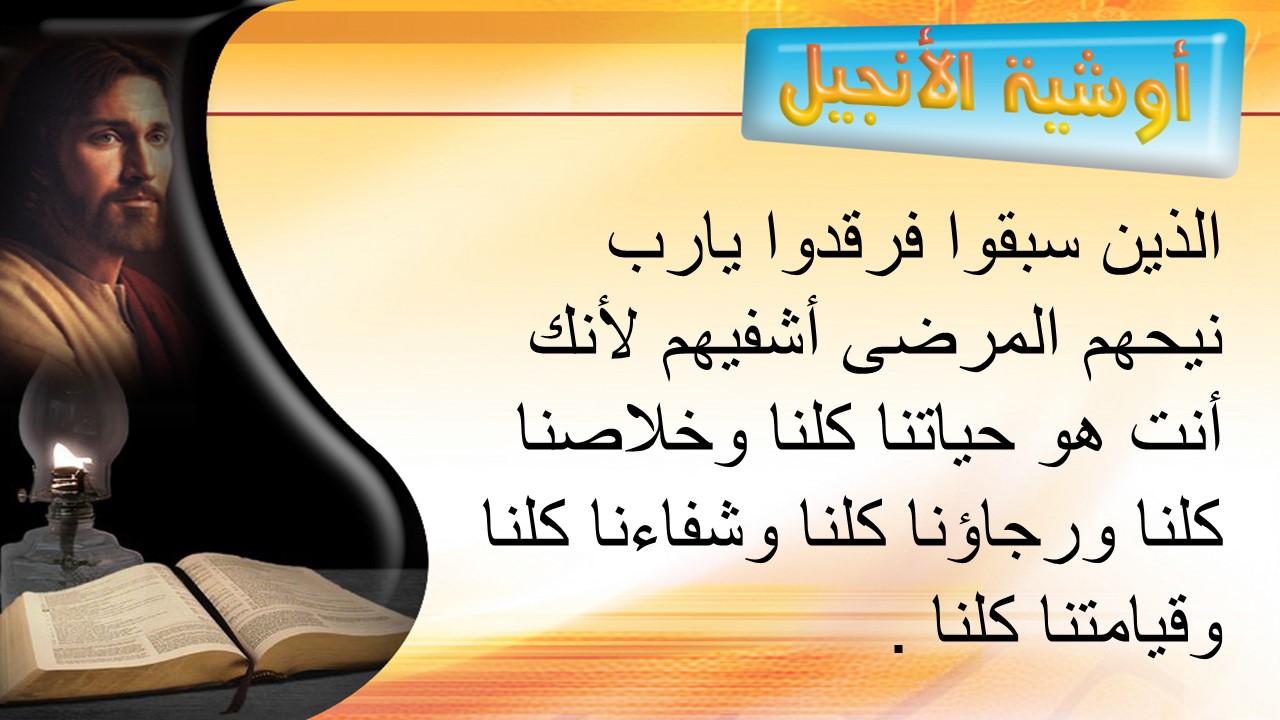 أوشية الأنجيل
الذين سبقوا فرقدوا يارب
نيحهم المرضى أشفيهم لأنك
أنت هو حياتنا كلنا وخلاصنا
كلنا ورجاؤنا كلنا وشفاءنا كلنا
وقيامتنا كلنا .